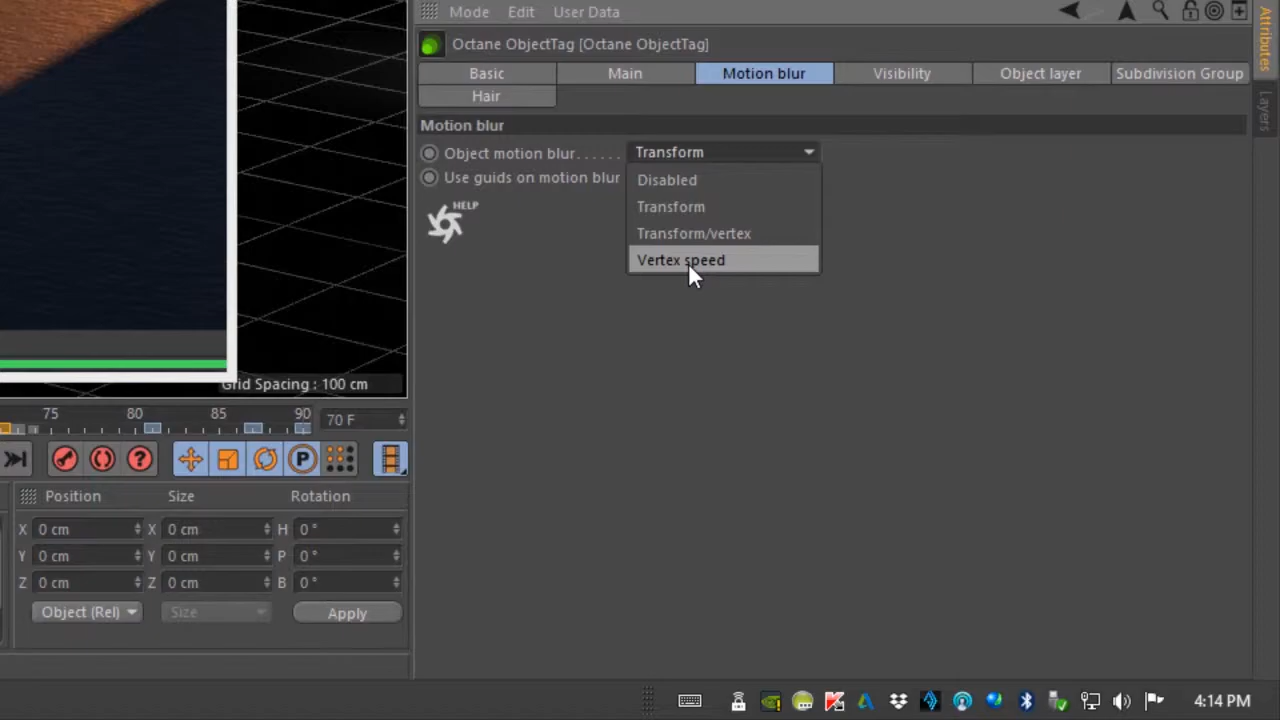 Mode Edit User Data
Octane ObjectTag [Octane ObjectTag]
Basic Main Motion blur Visibility Object layer Subdivision Group
Hair
Motion blur
Object motion blur...... Transform
Use guids on motion blur
Disabled
Transform
Transform/vertex
Vertex speed
HELP
Attributes
Layers
Grid Spacing : 100 cm
75 80 85 90 70 F
P
Position Size Rotation
X 0 cm X 0 cm H 0 °
Y 0 cm Y 0 cm P 0 °
Z 0 cm Z 0 cm B 0 °
Object (Rel) Size Apply
4:14 PM